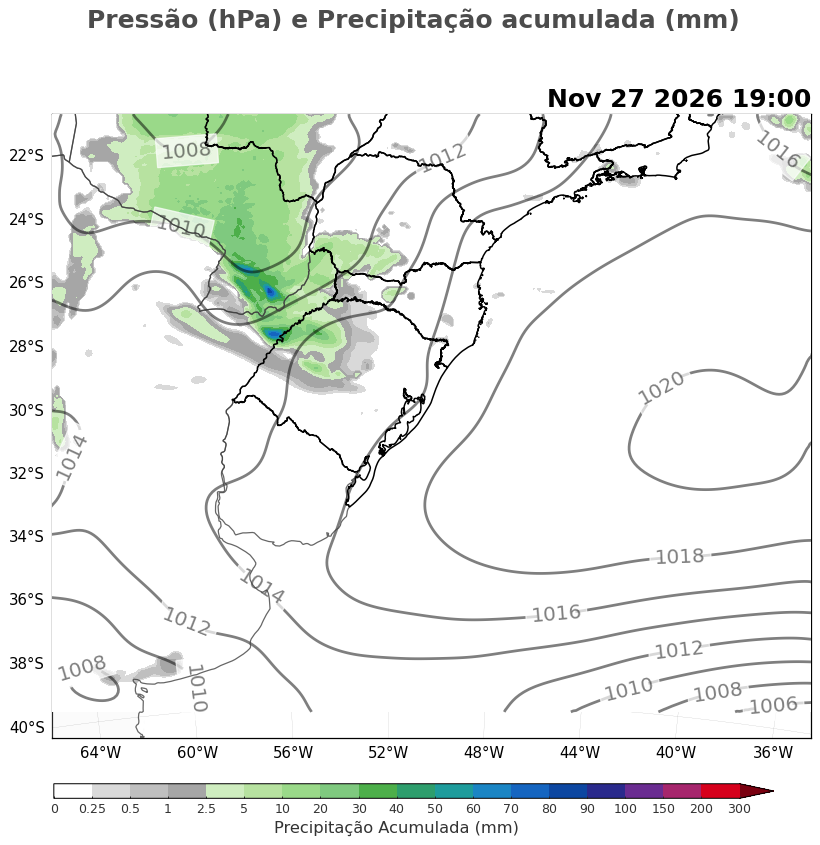 Pressão (hPa) e Precipitação acumulada (mm)
Nov 27 2026 19:00
22°S
24°S
26°S
28°S
30°S
32°S
34°S
36°S
38°S
40°S
1008
1012
1016
1010
1020
1014
1018
1014
1016
1012
1012
1008
1010
1010
1008
1006
64°W 60°W 56°W 52°W 48°W 44°W 40°W 36°W
0 0.25 0.5 1 2.5 5 10 20 30 40 50 60 70 80 90 100 150 200 300
Precipitação Acumulada (mm)